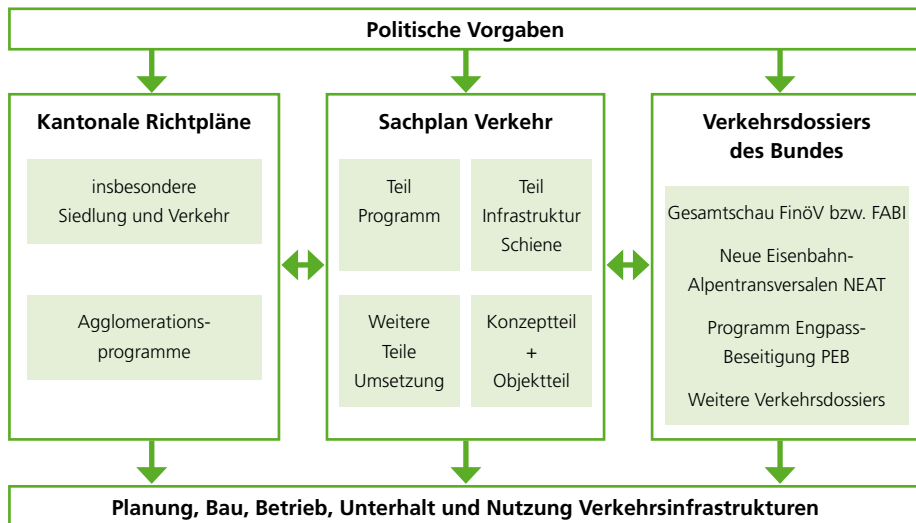 Politische Vorgaben
Kantonale Richtpläne
insbesondere
Siedlung und Verkehr
Agglomerations-
programme
Sachplan Verkehr
Teil
Programm
Teil
Infrastruktur
Schiene
Weitere
Teile
Umsetzung
Konzeptteil
+
Objektteil
Verkehrsdossiers
des Bundes
Gesamtschau FinöV bzw. FABI
Neue Eisenbahn-
Alpentransversalen NEAT
Programm Engpass-
Beseitigung PEB
Weitere Verkehrsdossiers
Planung, Bau, Betrieb, Unterhalt und Nutzung Verkehrsinfrastrukturen